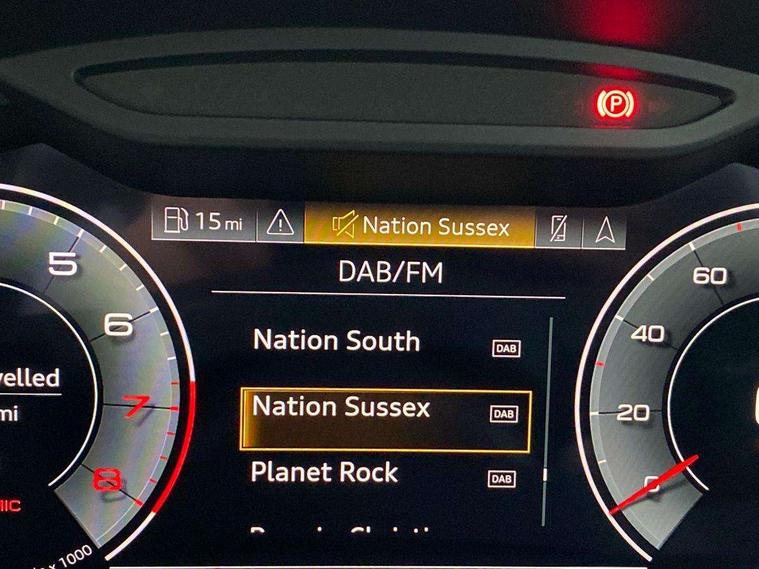 P
15 mi
Nation Sussex
DAB/FM
Nation South DAB
Nation Sussex DAB
Planet Rock DAB
5
6
7
8
x 1000
velled
mi
60
40
20
0